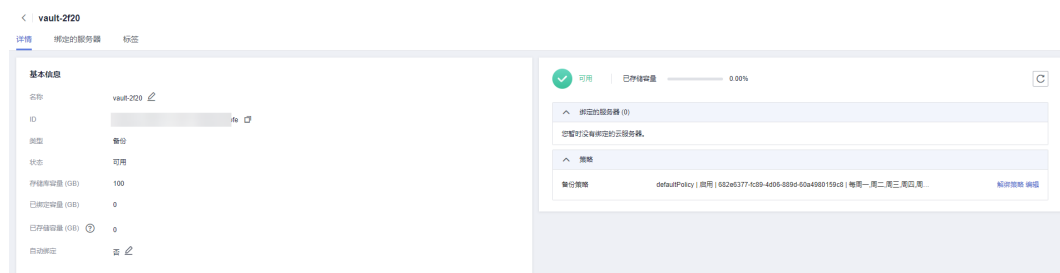 vault-2f20
详情 绑定的服务器 标签
基本信息
名称 vault-2f20
ID fe
类型 备份
状态 可用
存储库容量 (GB) 100
已绑定容量 (GB) 0
已存储容量 (GB) ? 0
自动绑定 否
可用 已存储容量 0.00%
绑定的服务器 (0)
您暂时没有绑定的云服务器。
策略
备份策略 defaultPolicy | 启用 | 682e6377-fc89-4d06-889d-60a4980159c8 | 每周一,周二,周三,周四,周... 解绑策略 编辑